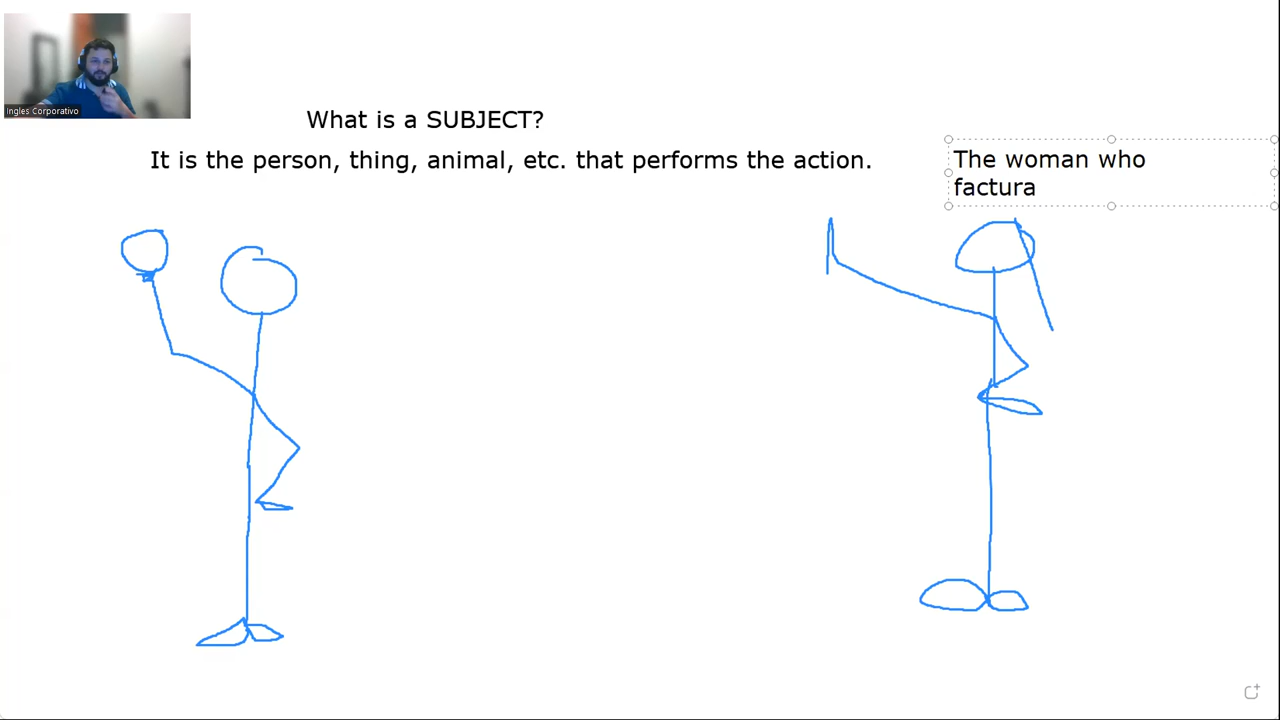 Ingles Corporativo
What is a SUBJECT?
It is the person, thing, animal, etc. that performs the action.
The woman who
factura